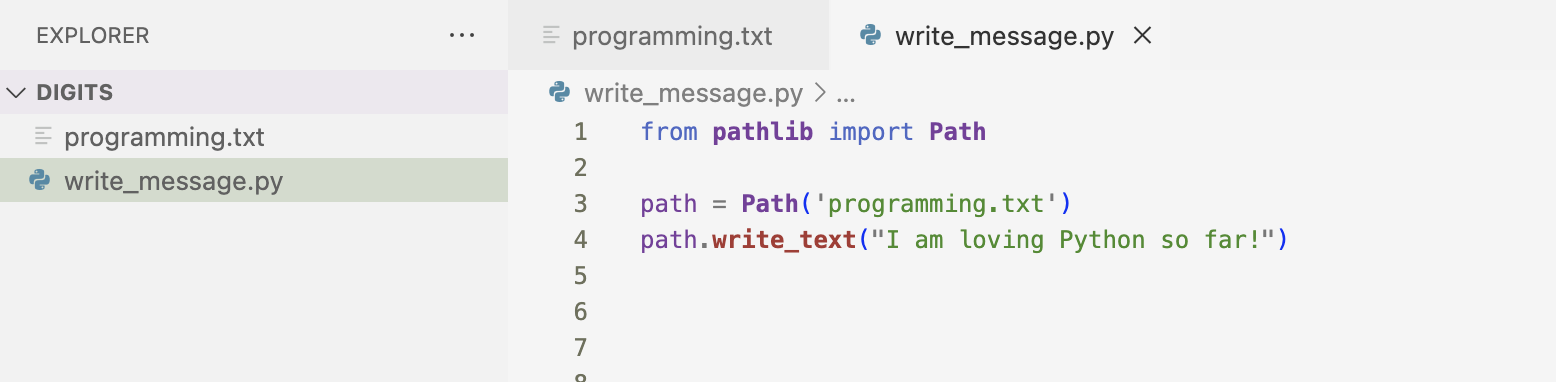 EXPLORER ...
DIGITS
programming.txt
write_message.py
programming.txt write_message.py
write_message.py > ...
1 from pathlib import Path
2
3 path = Path('programming.txt')
4 path.write_text("I am loving Python so far!")
5
6
7
8